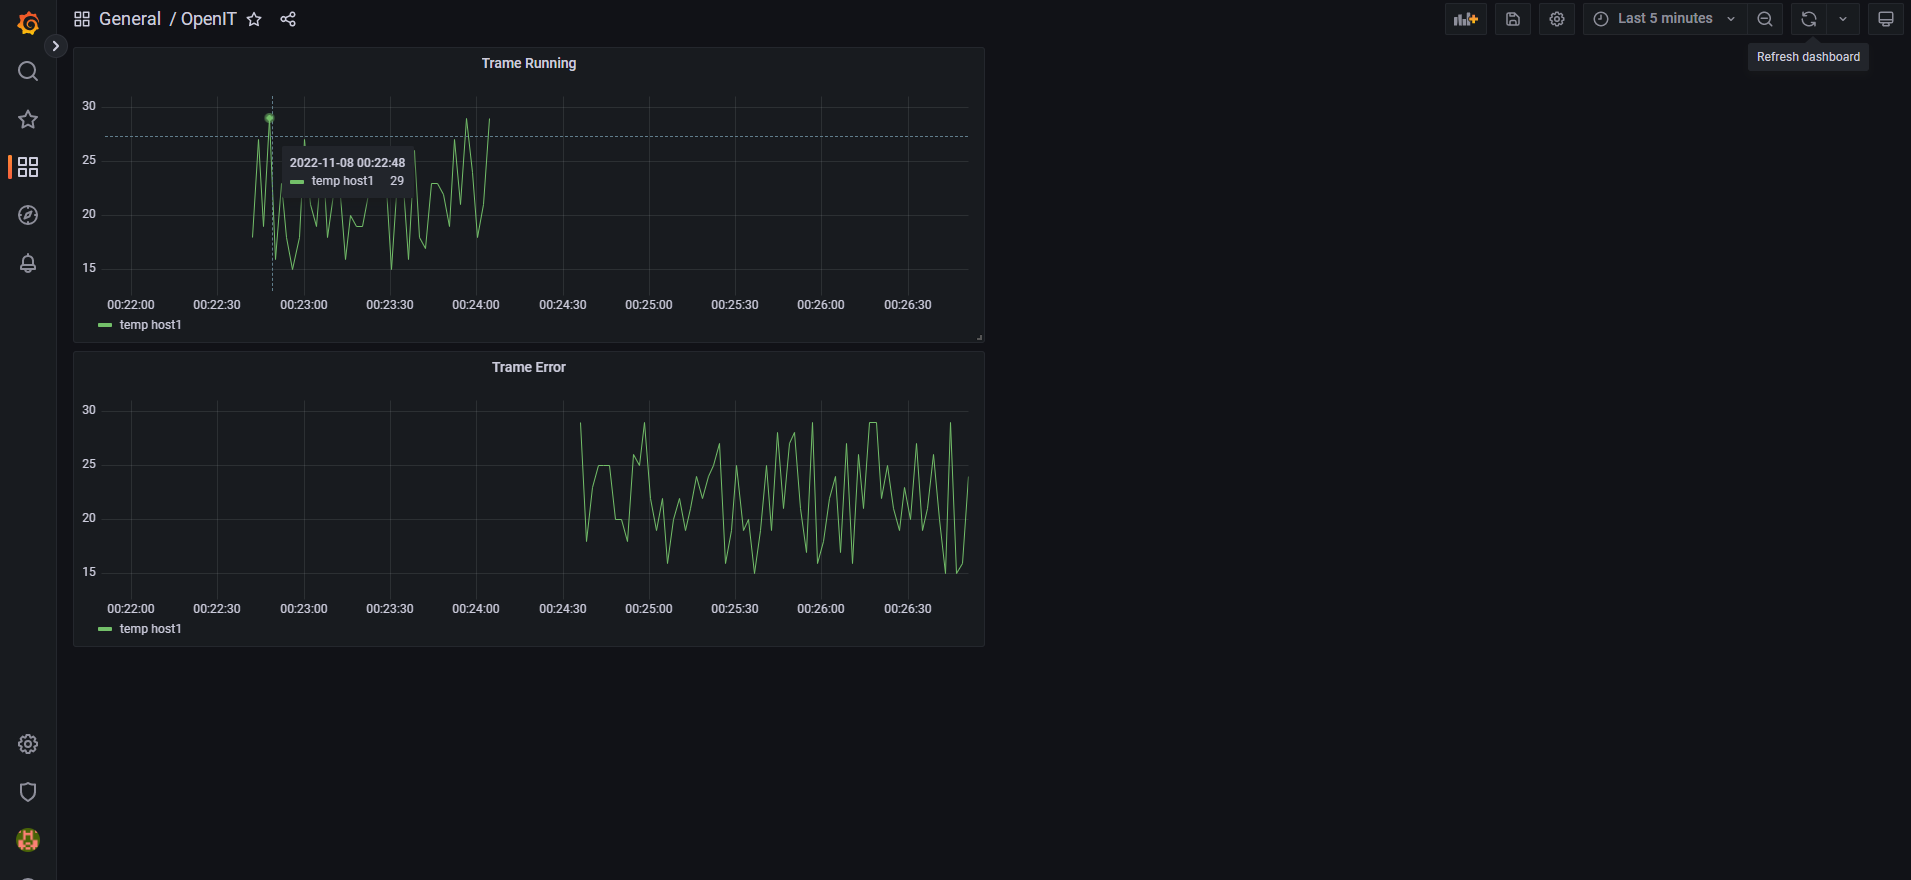 General / OpenIT
Last 5 minutes
Refresh dashboard
Trame Running
30
25
20
15
2022-11-08 00:22:48
temp host1 29
00:22:00 00:22:30 00:23:00 00:23:30 00:24:00 00:24:30 00:25:00 00:25:30 00:26:00 00:26:30
temp host1
Trame Error
30
25
20
15
00:22:00 00:22:30 00:23:00 00:23:30 00:24:00 00:24:30 00:25:00 00:25:30 00:26:00 00:26:30
temp host1